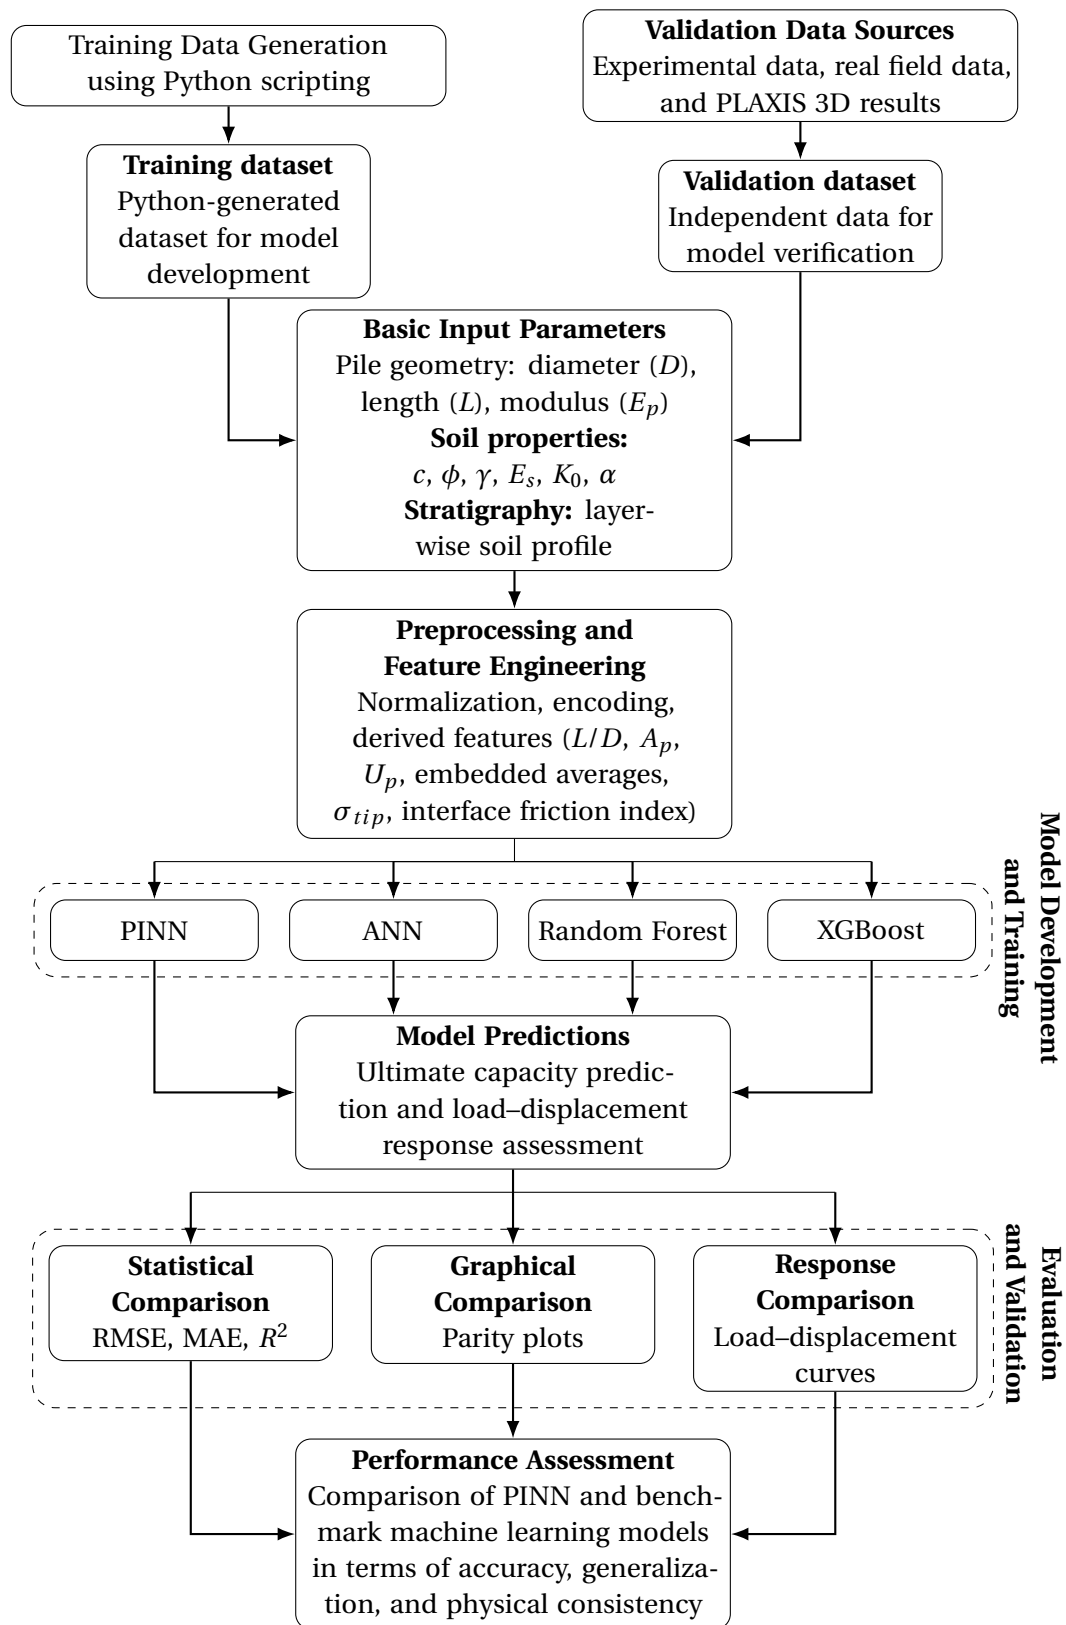 Training Data Generation
using Python scripting
Validation Data Sources
Experimental data, real field data,
and PLAXIS 3D results
Training dataset
Python-generated
dataset for model
development
Validation dataset
Independent data for
model verification
Basic Input Parameters
Pile geometry: diameter (D),
length (L), modulus (E_p)
Soil properties:
c, ϕ, γ, E_s, K_0, α
Stratigraphy: layer-
wise soil profile
Preprocessing and
Feature Engineering
Normalization, encoding,
derived features (L/D, A_p,
U_p, embedded averages,
σ_tip, interface friction index)
Model Development
and Training
PINN
ANN
Random Forest
XGBoost
Model Predictions
Ultimate capacity predic-
tion and load–displacement
response assessment
Evaluation
and Validation
Statistical
Comparison
RMSE, MAE, R²
Graphical
Comparison
Parity plots
Response
Comparison
Load–displacement
curves
Performance Assessment
Comparison of PINN and bench-
mark machine learning models
in terms of accuracy, generaliza-
tion, and physical consistency